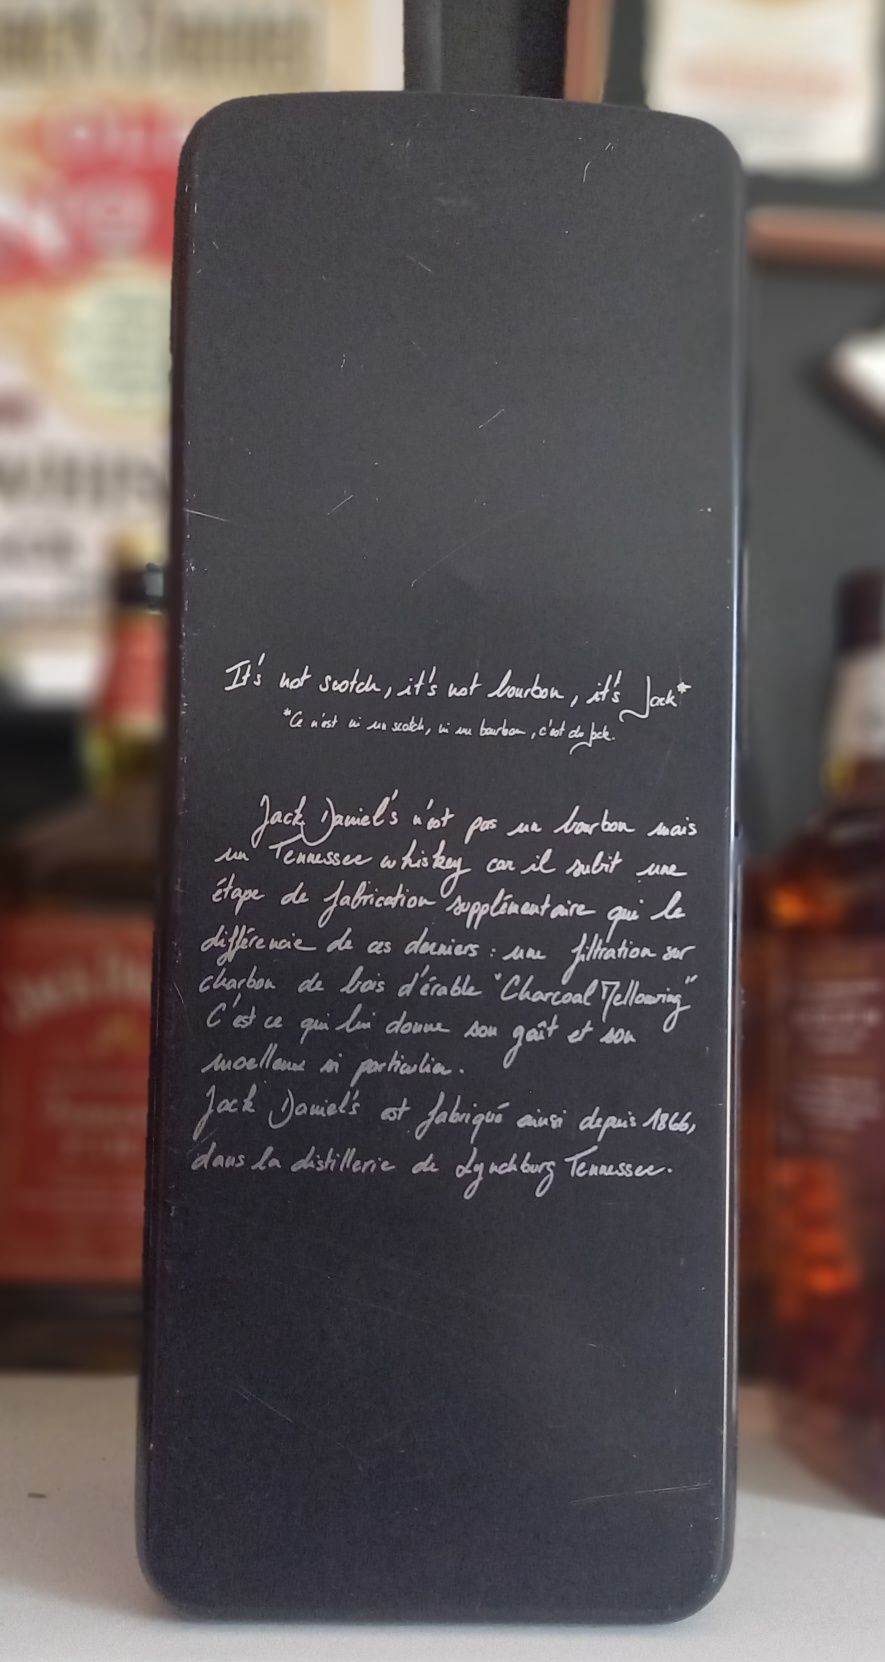 It's not scotch, it's not bourbon, it's Jack*
*Ce n'est ni un scotch, ni un bourbon, c'est du Jack.
Jack Daniel's n'est pas un bourbon mais
un Tennessee whiskey car il subit une
étape de fabrication supplémentaire qui le
différencie de ces derniers : une filtration sur
charbon de bois d'érable "Charcoal Mellowring"
C'est ce qui lui donne son goût et son
moelleux si particulier.
Jack Daniel's est fabriqué ainsi depuis 1866,
dans la distillerie de Lynchburg Tennessee.